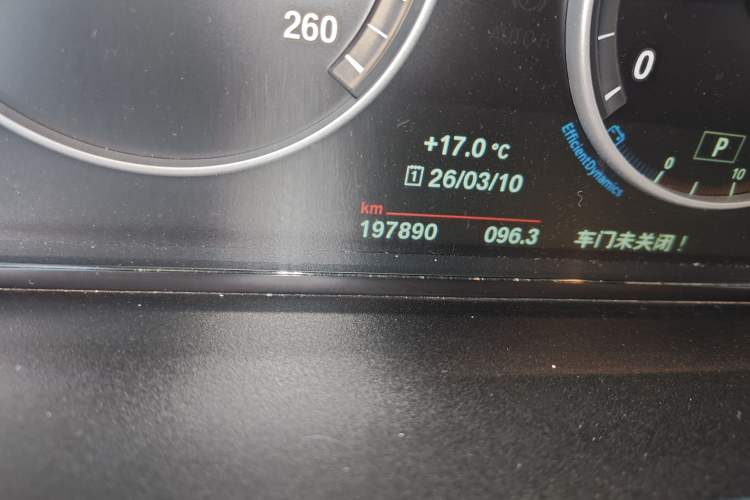 260
0
+17.0 °C
1 26/03/10
EfficientDynamics
P
0 10
km
197890 096.3 车门未关闭！